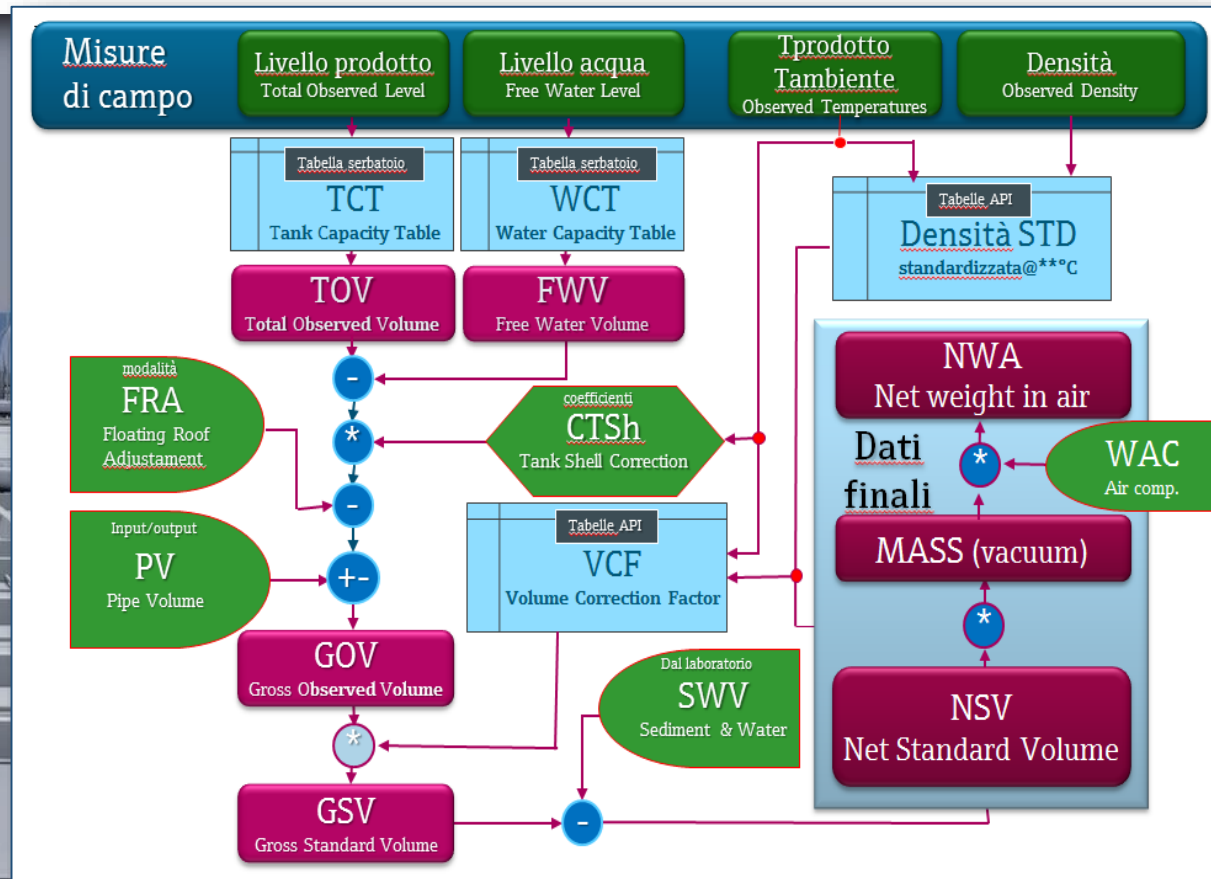 Misure
di campo
Livello prodotto
Total Observed Level
Livello acqua
Free Water Level
Tprodotto
Tambiente
Observed Temperatures
Densità
Observed Density
Tabella serbatoio
TCT
Tank Capacity Table
Tabella serbatoio
WCT
Water Capacity Table
Tabelle API
Densità STD
standardizzata@**°C
TOV
Total Observed Volume
FWV
Free Water Volume
-
modalità
FRA
Floating Roof
Adjustament
*
coefficienti
CTSh
Tank Shell Correction
-
Input/output
PV
Pipe Volume
+-
Tabelle API
VCF
Volume Correction Factor
GOV
Gross Observed Volume
*
GSV
Gross Standard Volume
Dal laboratorio
SWV
Sediment & Water
-
NWA
Net weight in air
Dati
finali
*
WAC
Air comp.
MASS (vacuum)
*
NSV
Net Standard Volume